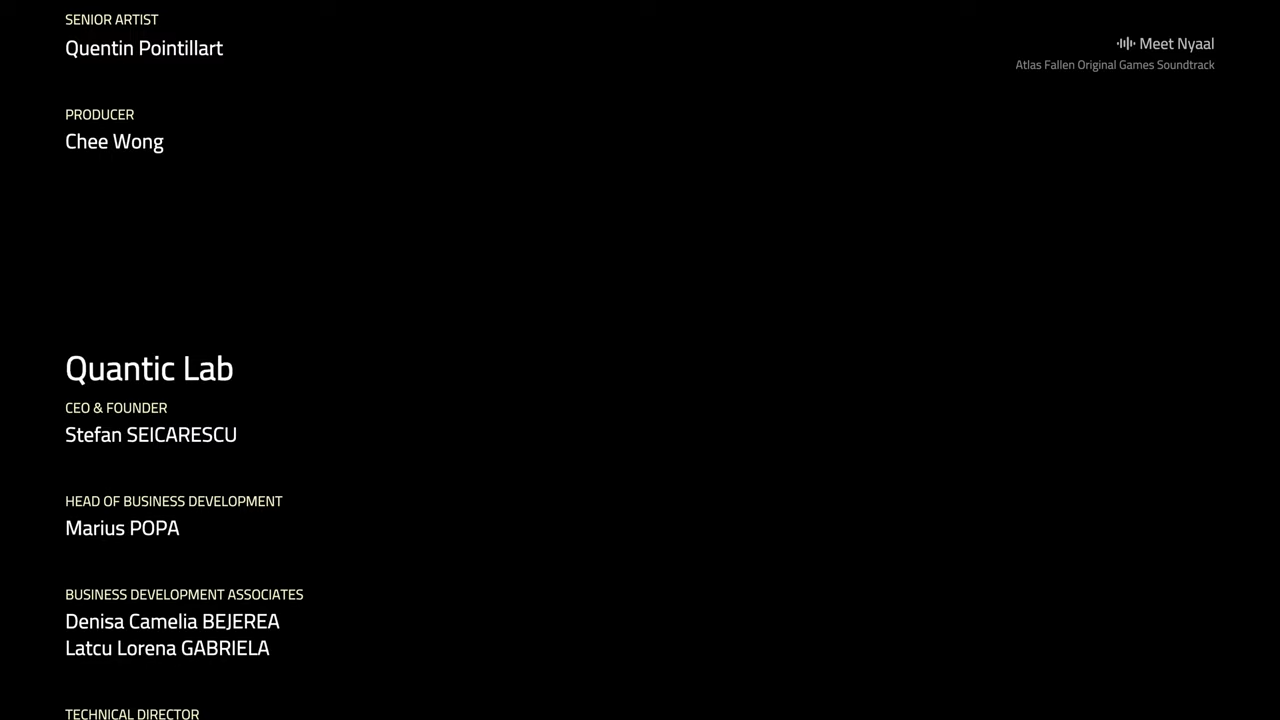 SENIOR ARTIST
Quentin Pointillart
Meet Nyaal
Atlas Fallen Original Games Soundtrack
PRODUCER
Chee Wong
Quantic Lab
CEO & FOUNDER
Stefan SEICARESCU
HEAD OF BUSINESS DEVELOPMENT
Marius POPA
BUSINESS DEVELOPMENT ASSOCIATES
Denisa Camelia BEJEREA
Latcu Lorena GABRIELA
TECHNICAL DIRECTOR